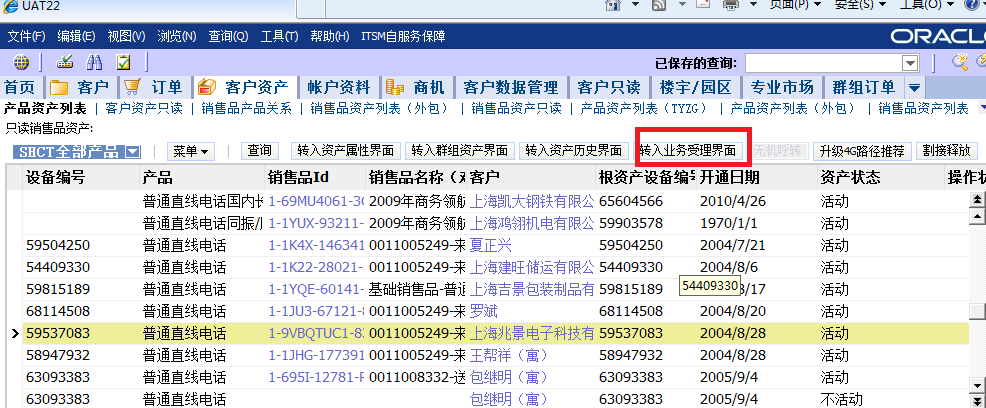 UAT22
页面(P) 安全(S) 工具(O)
文件(F) 编辑(E) 视图(V) 浏览(N) 查询(Q) 工具(T) 帮助(H) ITSM自服务保障 ORACL
已保存的查询:
首页 客户 订单 客户资产 帐户资料 商机 客户数据管理 客户只读 楼宇/园区 专业市场 群组订单
产品资产列表 | 客户资产只读 | 销售品产品关系 | 销售品资产列表（外包） | 销售品资产只读 | 产品资产列表（TYZG） | 产品资产列表（外包） | 销售品资产列表
只读销售品资产:
SHCT全部产品 菜单 查询 转入资产属性界面 转入群组资产界面 转入资产历史界面 转入业务受理界面 无机呼转 升级4G路径推荐 割接释放
设备编号 产品 销售品Id 销售品名称（ 客户 根资产设备编号 开通日期 资产状态 操作状
普通直线电话国内长 1-69MU4061-3 2009年商务领航 上海凯大钢铁有限公 65604566 2010/4/26 活动
普通直线电话同振/ 1-1YUX-93211- 2009年商务领航 上海鸿翎机电有限公 59903578 1970/1/1 活动
59504250 普通直线电话 1-1K4X-146341 0011005249-来 夏正兴 59504250 2004/7/21 活动
54409330 普通直线电话 1-1K22-28021- 0011005249-来 上海建旺储运有限公 54409330 2004/8/6 活动
59815189 普通直线电话 1-1YQE-60141- 基础销售品-普通 上海吉景包装制品有 59815189 54409330 8/17 活动
68114508 普通直线电话 1-1JU3-67121-8 0011005249-来 罗斌 68114508 2004/8/20 活动
59537083 普通直线电话 1-9VBQTUC1-8 0011005249-来 上海兆景电子科技有 59537083 2004/8/28 活动
58947932 普通直线电话 1-1JHG-177391 0011005249-来 王帮祥（寓） 58947932 2004/8/28 活动
63093383 普通直线电话 1-695I-12781-F 0011008332-送 包继明（寓） 63093383 2005/9/4 活动
63093383 普通直线电话 包继明（寓） 63093383 2005/9/4 不活动